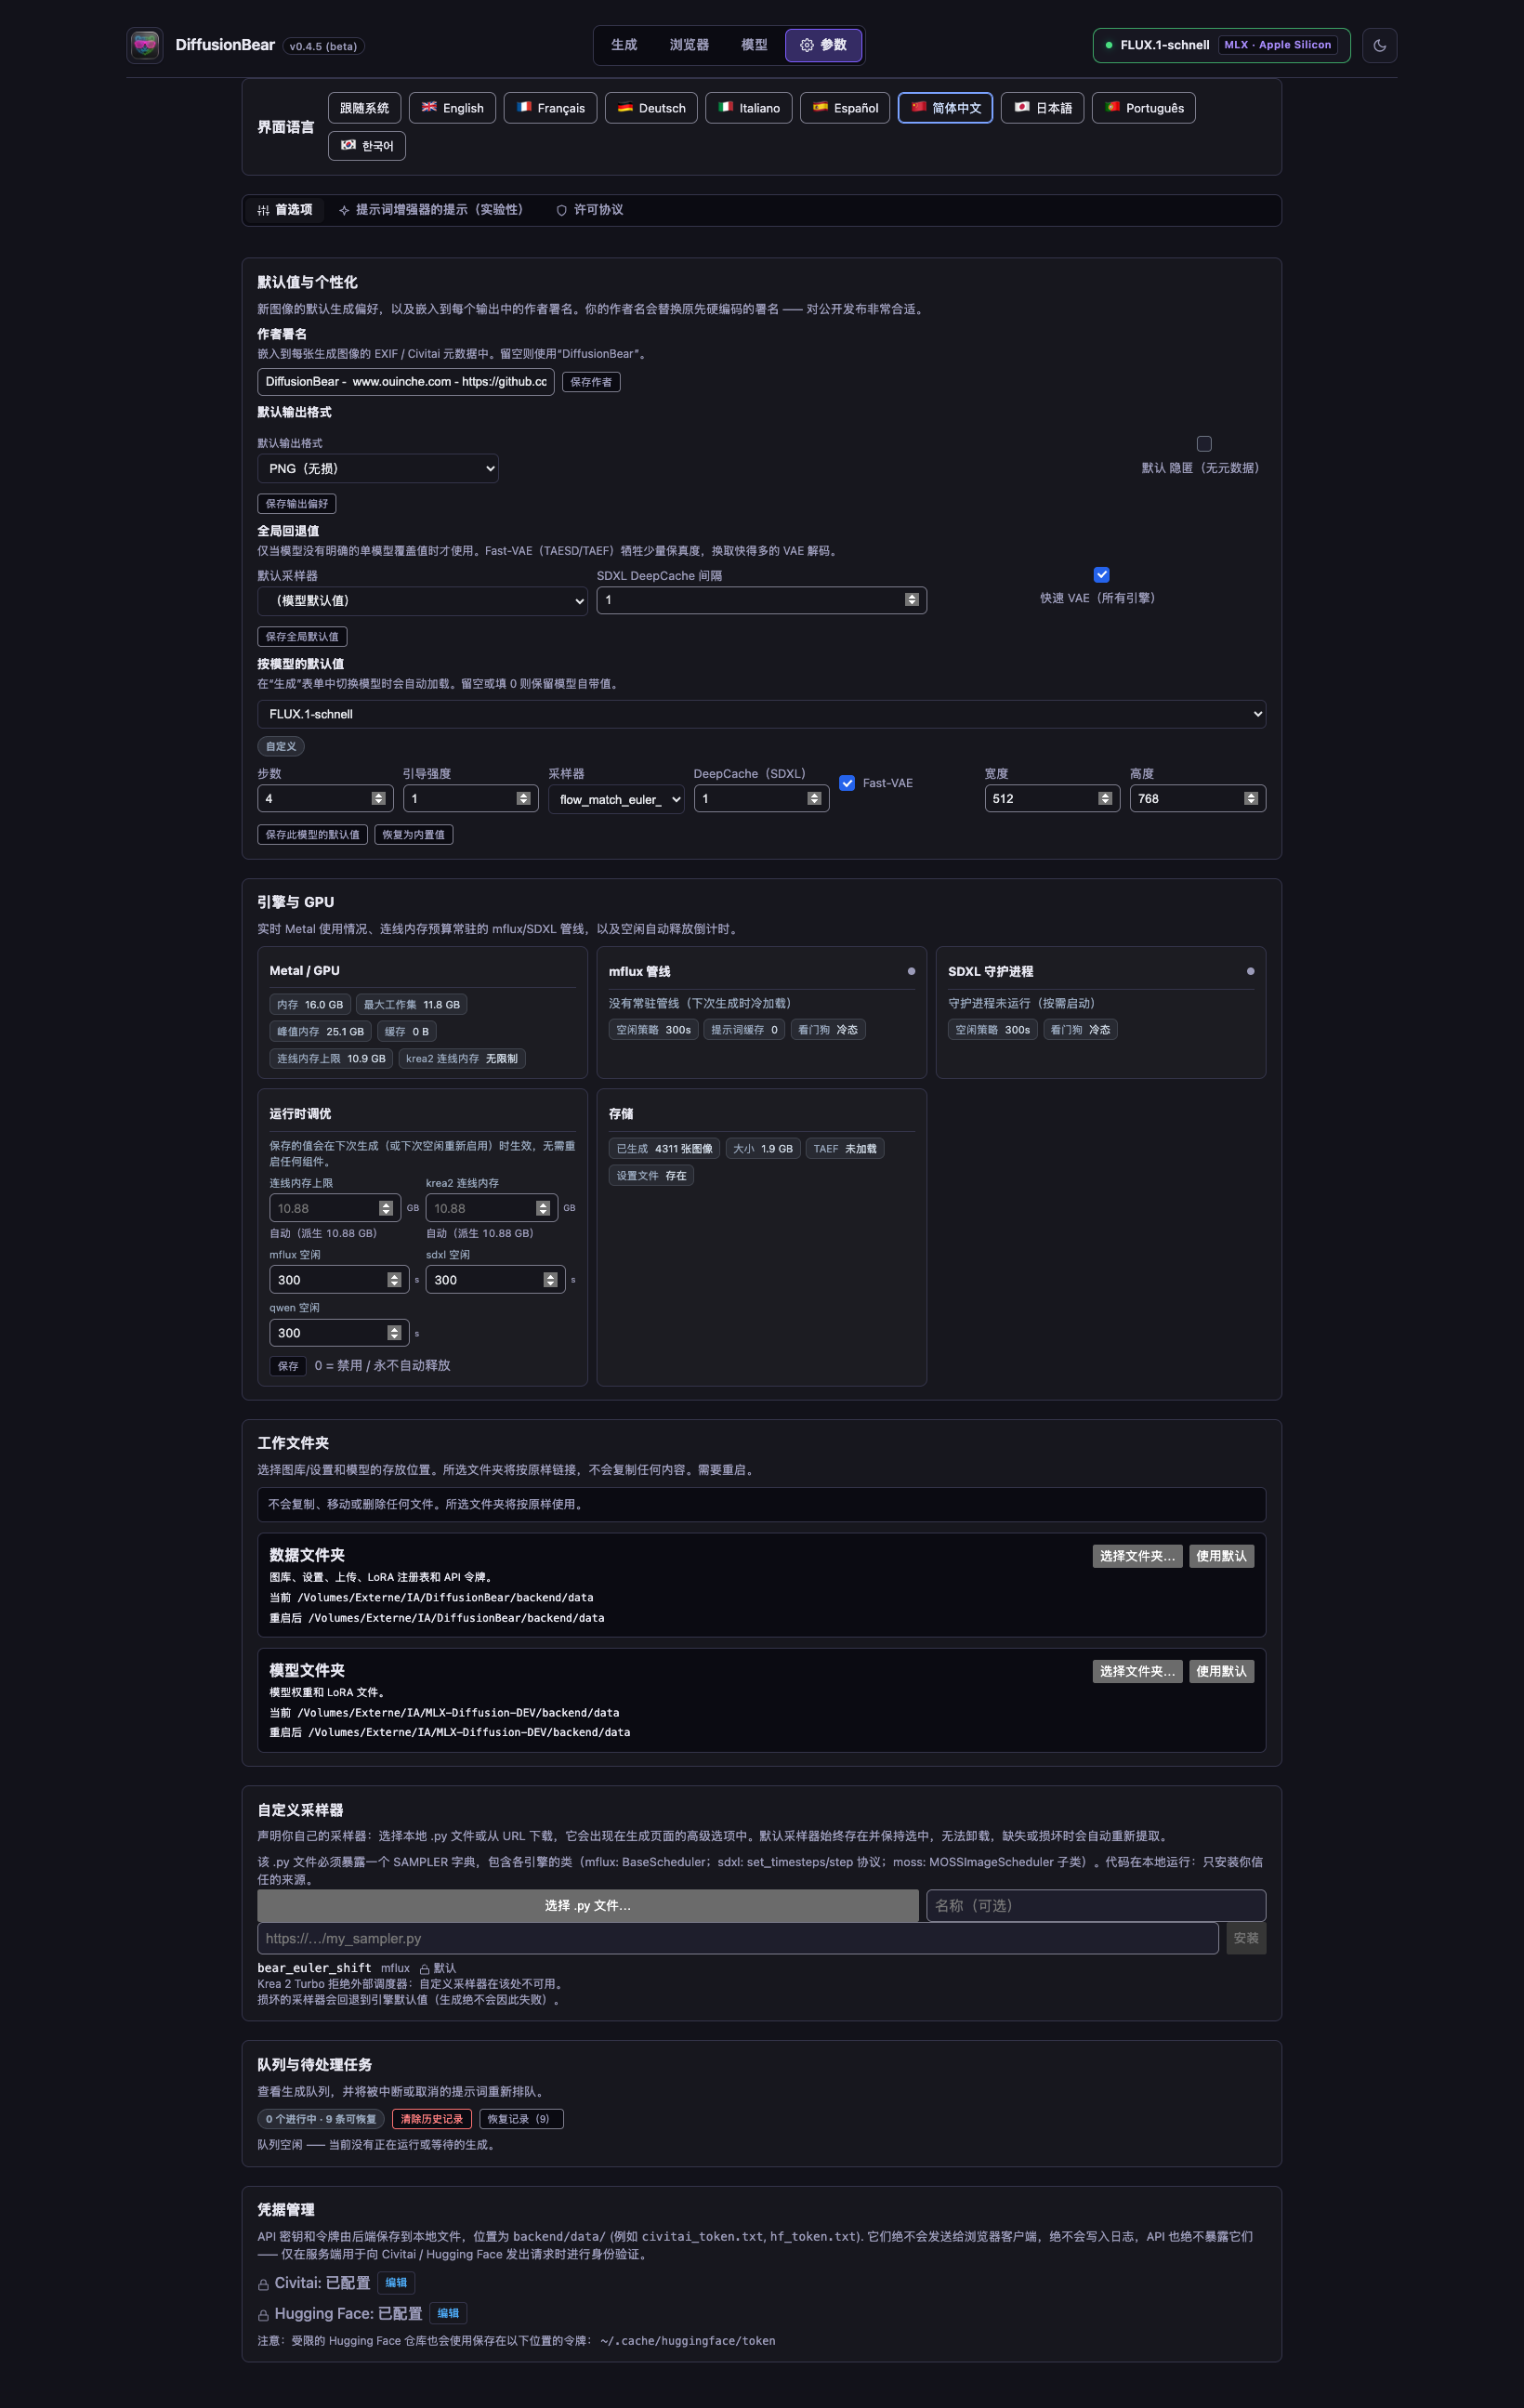 DiffusionBear v0.4.5 (beta) 生成 浏览器 模型 参数 FLUX.1-schnell MLX · Apple Silicon
界面语言 跟随系统 English Français Deutsch Italiano Español 简体中文 日本語 Português
한국어
首选项 提示词增强器的提示（实验性） 许可协议
默认值与个性化
新图像的默认生成偏好，以及嵌入到每个输出中的作者署名。你的作者名会替换原先硬编码的署名 —— 对公开发布非常合适。
作者署名
嵌入到每张生成图像的 EXIF / Civitai 元数据中。留空则使用“DiffusionBear”。
DiffusionBear - www.ouinche.com - https://github.cc 保存作者
默认输出格式
默认输出格式
PNG（无损） 默认 隐匿（无元数据）
保存输出偏好
全局回退值
仅当模型没有明确的单模型覆盖值时才使用。Fast-VAE（TAESD/TAEF）牺牲少量保真度，换取快得多的 VAE 解码。
默认采样器 SDXL DeepCache 间隔
（模型默认值） 1 快速 VAE（所有引擎）
保存全局默认值
按模型的默认值
在“生成”表单中切换模型时会自动加载。留空或填 0 则保留模型自带值。
FLUX.1-schnell
自定义
步数 引导强度 采样器 DeepCache（SDXL） Fast-VAE 宽度 高度
4 1 flow_match_euler_ 1 512 768
保存此模型的默认值 恢复为内置值
引擎与 GPU
实时 Metal 使用情况、连线内存预算常驻的 mflux/SDXL 管线，以及空闲自动释放倒计时。
Metal / GPU
内存 16.0 GB 最大工作集 11.8 GB
峰值内存 25.1 GB 缓存 0 B
连线内存上限 10.9 GB krea2 连线内存 无限制
mflux 管线
没有常驻管线（下次生成时冷加载）
空闲策略 300s 提示词缓存 0 看门狗 冷态
SDXL 守护进程
守护进程未运行（按需启动）
空闲策略 300s 看门狗 冷态
运行时调优
保存的值会在下次生成（或下次空闲重新启用）时生效，无需重
启任何组件。
连线内存上限 krea2 连线内存
10.88 GB 10.88 GB
自动（派生 10.88 GB） 自动（派生 10.88 GB）
mflux 空闲 sdxl 空闲
300 s 300 s
qwen 空闲
300 s
保存 0 = 禁用 / 永不自动释放
存储
已生成 4311 张图像 大小 1.9 GB TAEF 未加载
设置文件 存在
工作文件夹
选择图库/设置和模型的存放位置。所选文件夹将按原样链接，不会复制任何内容。需要重启。
不会复制、移动或删除任何文件。所选文件夹将按原样使用。
数据文件夹 选择文件夹... 使用默认
图库、设置、上传、LoRA 注册表和 API 令牌。
当前 /Volumes/Externe/IA/DiffusionBear/backend/data
重启后 /Volumes/Externe/IA/DiffusionBear/backend/data
模型文件夹 选择文件夹... 使用默认
模型权重和 LoRA 文件。
当前 /Volumes/Externe/IA/MLX-Diffusion-DEV/backend/data
重启后 /Volumes/Externe/IA/MLX-Diffusion-DEV/backend/data
自定义采样器
声明你自己的采样器：选择本地 .py 文件或从 URL 下载，它会出现在生成页面的高级选项中。默认采样器始终存在并保持选中，无法卸载，缺失或损坏时会自动重新提取。
该 .py 文件必须暴露一个 SAMPLER 字典，包含各引擎的类（mflux: BaseScheduler；sdxl: set_timesteps/step 协议；moss: MOSSImageScheduler 子类）。代码在本地运行：只安装你信
任的来源。
选择 .py 文件... 名称（可选）
https://…/my_sampler.py 安装
bear_euler_shift mflux 默认
Krea 2 Turbo 拒绝外部调度器：自定义采样器在该处不可用。
损坏的采样器会回退到引擎默认值（生成绝不会因此失败）。
队列与待处理任务
查看生成队列，并将被中断或取消的提示词重新排队。
0 个进行中 · 9 条可恢复 清除历史记录 恢复记录（9）
队列空闲 —— 当前没有正在运行或等待的生成。
凭据管理
API 密钥和令牌由后端保存到本地文件，位置为 backend/data/ (例如 civitai_token.txt, hf_token.txt). 它们绝不会发送给浏览器客户端，绝不会写入日志，API 也绝不暴露它们
—— 仅在服务端用于向 Civitai / Hugging Face 发出请求时进行身份验证。
Civitai: 已配置 编辑
Hugging Face: 已配置 编辑
注意：受限的 Hugging Face 仓库也会使用保存在以下位置的令牌： ~/.cache/huggingface/token